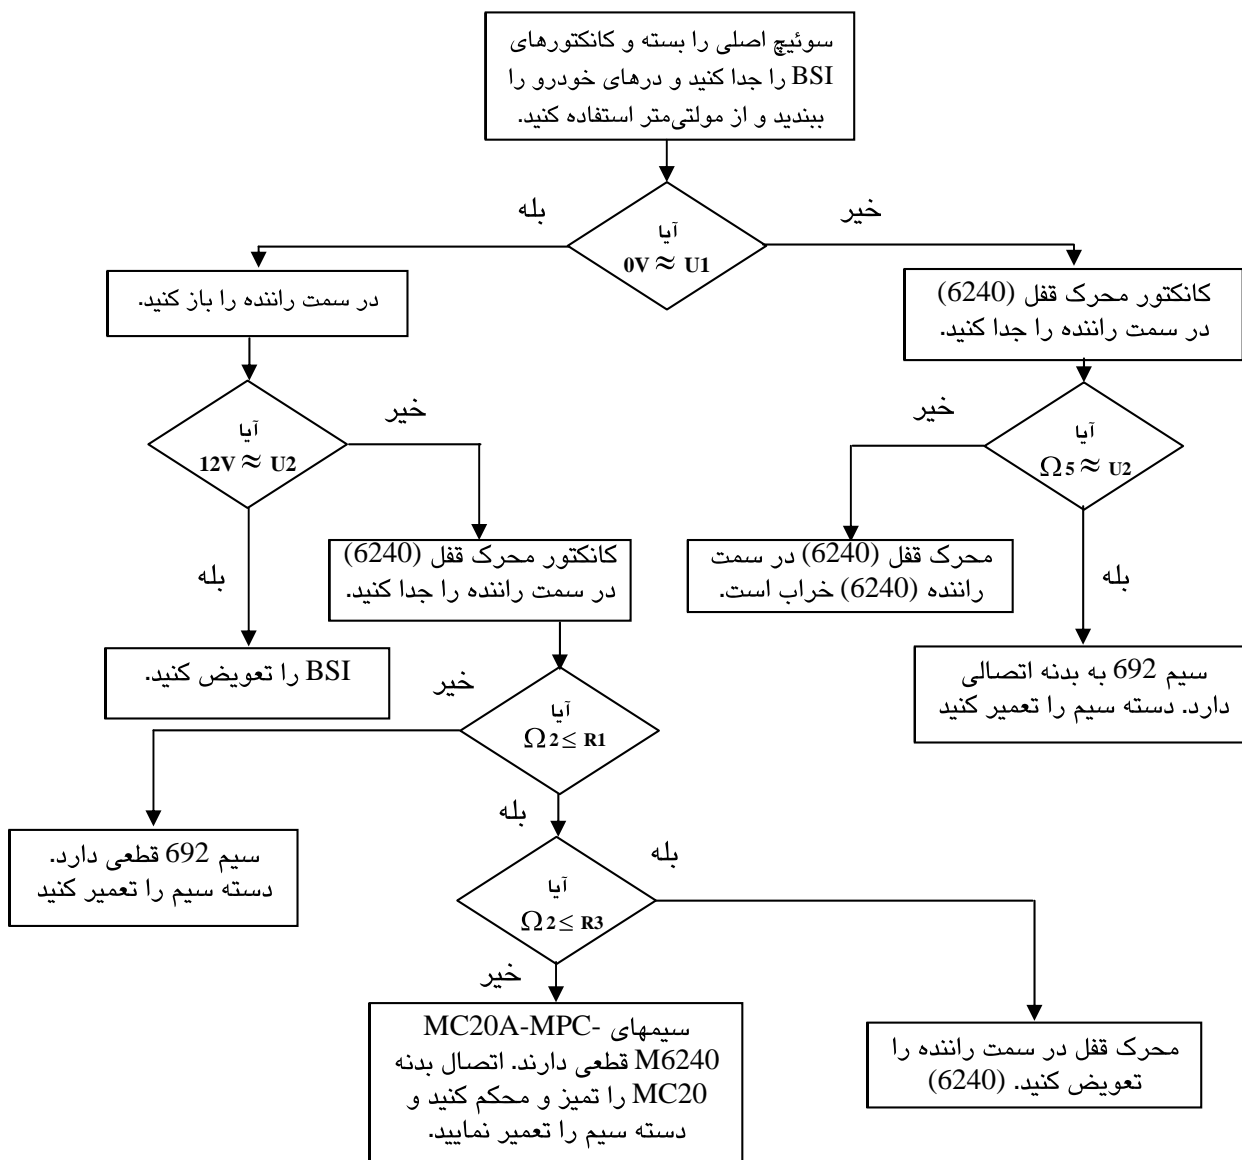 سوئیچ اصلی را بسته و کانکتورهای
BSI را جدا کنید و درهای خودرو را
ببندید و از مولتی‌متر استفاده کنید.
خیر
بله
آیا
0V ≈ U1
کانکتور محرک قفل (6240)
در سمت راننده را جدا کنید.
در سمت راننده را باز کنید.
خیر
خیر
آیا
Ω5 ≈ U2
آیا
12V ≈ U2
بله
بله
محرک قفل (6240) در سمت
راننده (6240) خراب است.
کانکتور محرک قفل (6240)
در سمت راننده را جدا کنید.
سیم 692 به بدنه اتصالی
دارد. دسته سیم را تعمیر کنید
BSI را تعویض کنید.
خیر
آیا
Ω2 ≤ R1
بله
بله
سیم 692 قطعی دارد.
دسته سیم را تعمیر کنید
آیا
Ω2 ≤ R3
خیر
سیمهای MC20A-MPC-
M6240 قطعی دارند. اتصال بدنه
MC20 را تمیز و محکم کنید و
دسته سیم را تعمیر نمایید.
محرک قفل در سمت راننده را
تعویض کنید. (6240)